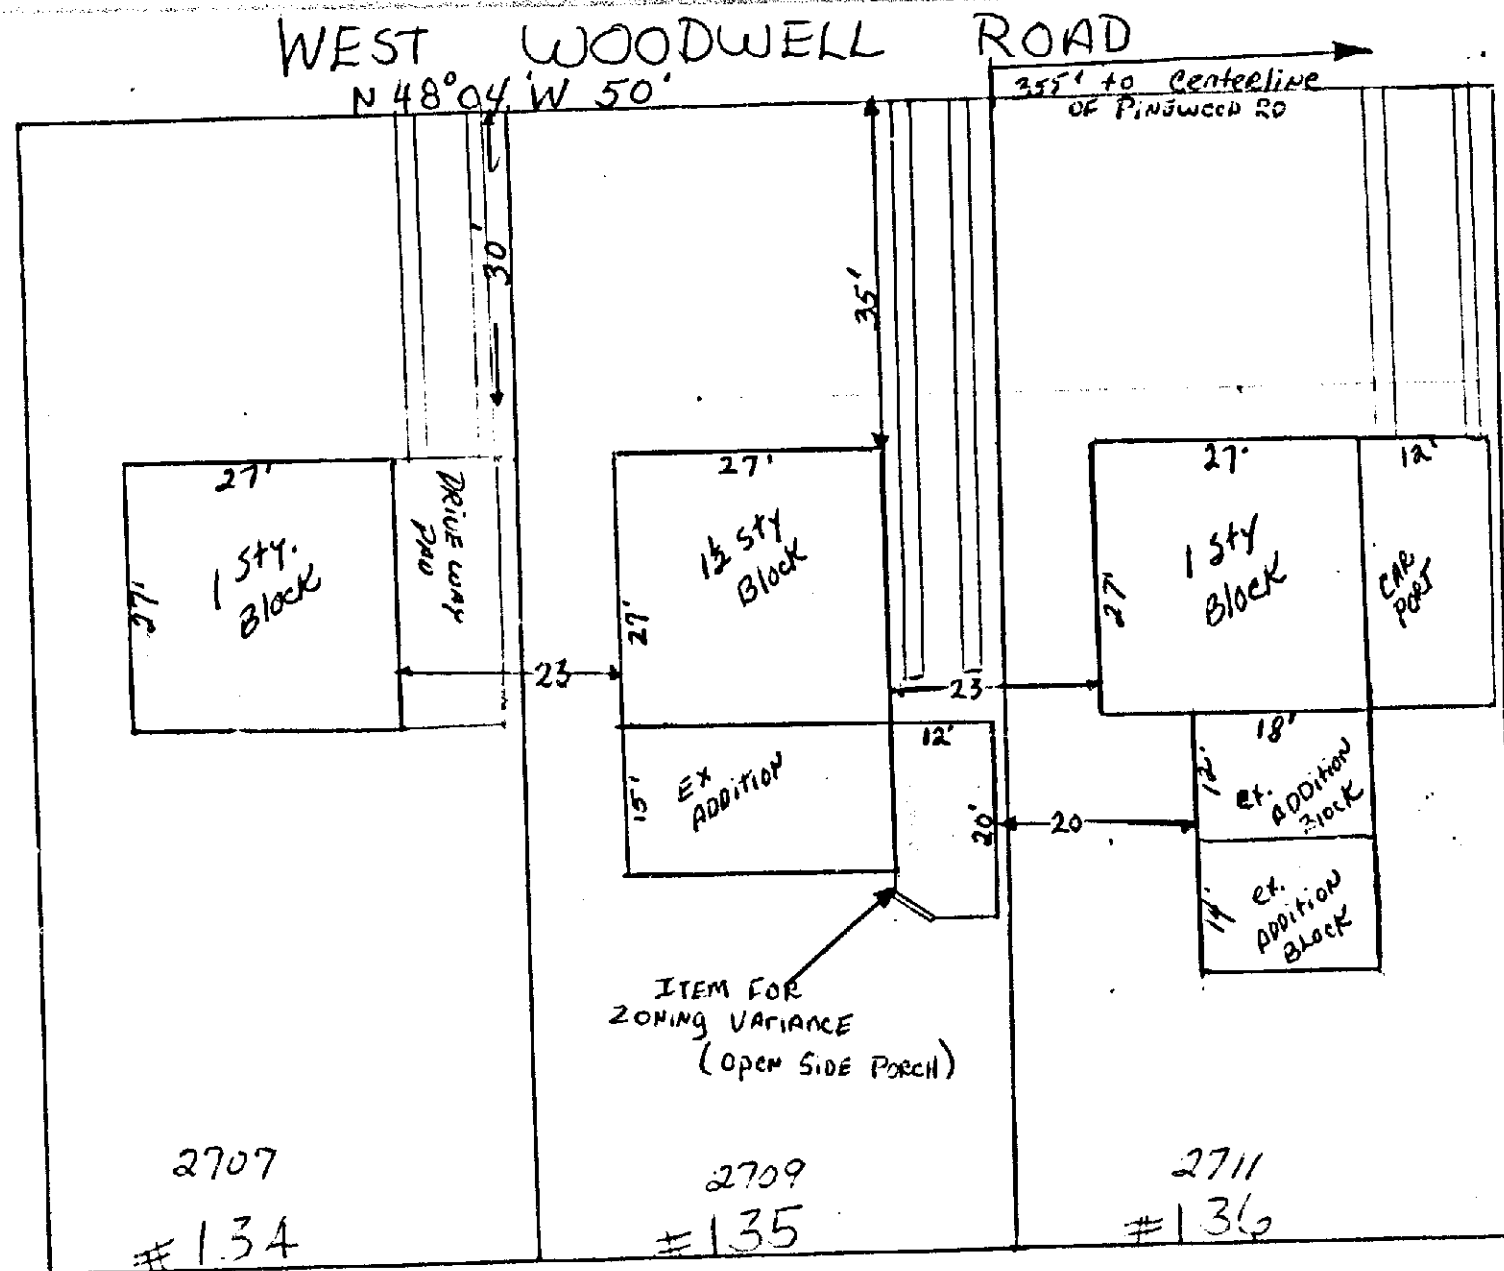 WEST WOODWELL ROAD
N 48°04'W 50'
355' to Centerline
OF PINEWOOD RD
30'
35'
27'
1 Sty.
Block
27'
DRIVE WAY
PAD
23
27'
1½ Sty
Block
27'
23
27'
12'
1 Sty
Block
27'
CAR
PORT
EX
ADDITION
15'
12'
20'
20
18'
12'
ex.
ADDition
Block
14'
ex.
ADDition
Block
ITEM FOR
ZONING VARIANCE
(OPEN SIDE PORCH)
2707
#134
2709
#135
2711
#136